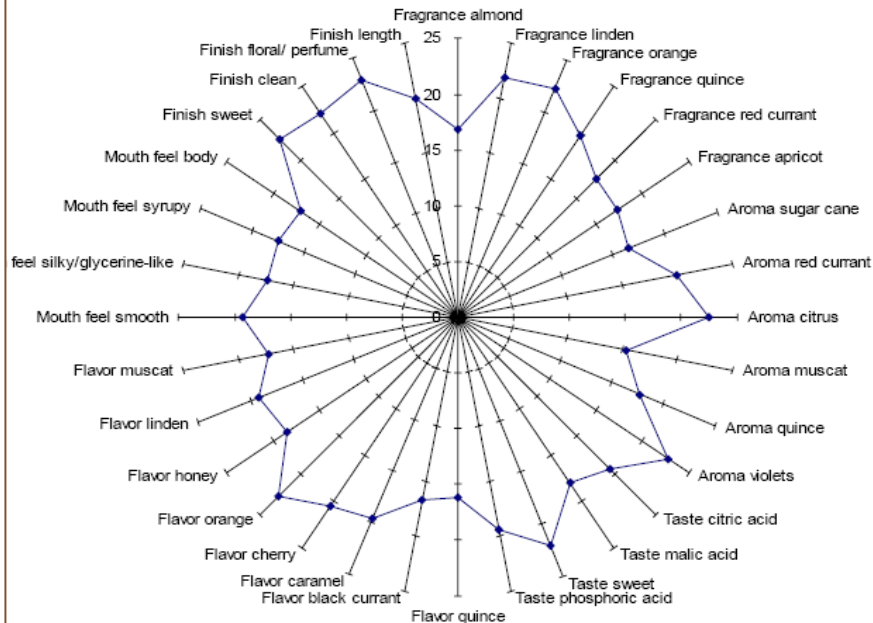 Fragrance almond
Finish length
Fragrance linden
Finish floral/ perfume
Fragrance orange
Finish clean
Fragrance quince
Finish sweet
Fragrance red currant
Mouth feel body
Fragrance apricot
Mouth feel syrupy
Aroma sugar cane
feel silky/glycerine-like
Aroma red currant
Mouth feel smooth
Aroma citrus
Flavor muscat
Aroma muscat
Flavor linden
Aroma quince
Flavor honey
Aroma violets
Flavor orange
Taste citric acid
Flavor cherry
Taste malic acid
Flavor caramel
Taste sweet
Flavor black currant
Taste phosphoric acid
Flavor quince
25
20
15
10
5
0